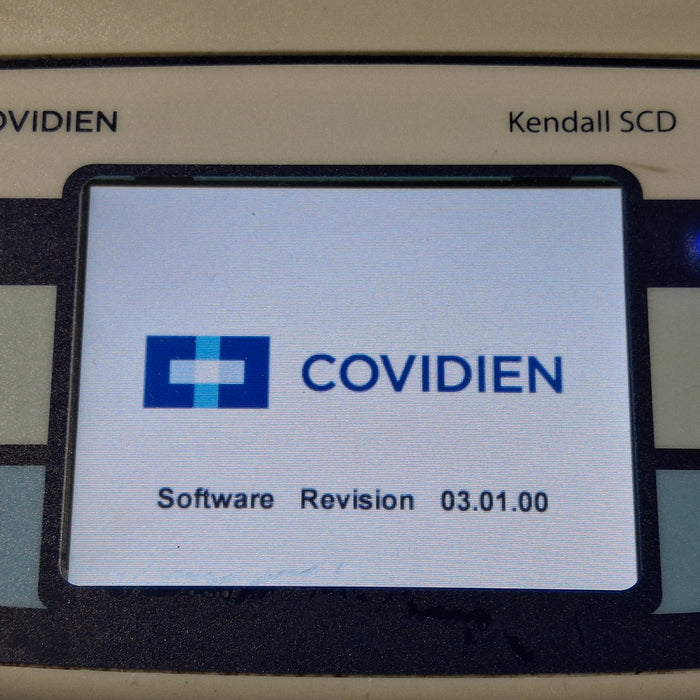 OVIDIEN
Kendall SCD
COVIDIEN
Software Revision 03.01.00